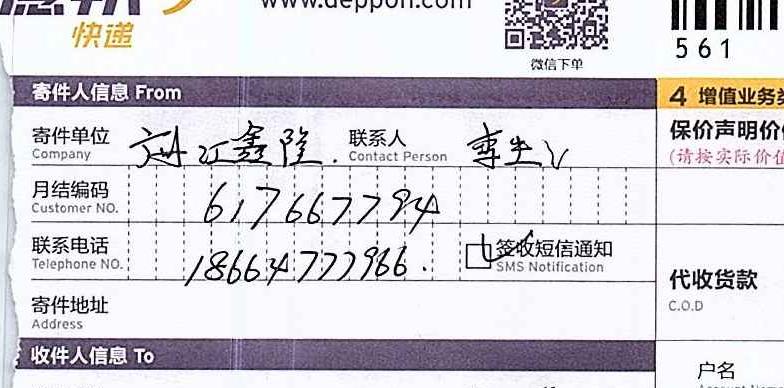 www.deppon.com
快递
微信下单
561
寄件人信息 From
4 增值业务
寄件单位 江鑫隆. 联系人 李生
Company Contact Person
保价声明价
(请按实际价值
月结编码 617667794
Customer NO.
联系电话 18664777966. 签收短信通知
Telephone NO. SMS Notification
代收货款
C.O.D
寄件地址
Address
收件人信息 To
户名